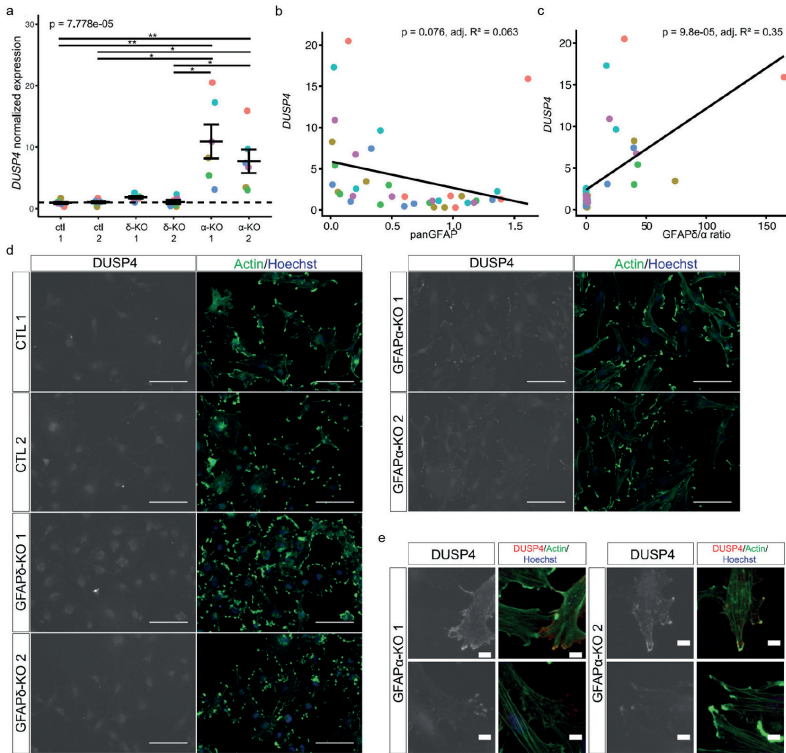 a
p = 7.778e-05
**
**
*
*
*
*
DUSP4 normalized expression
30
20
10
0
ctl 1
ctl 2
δ-KO 1
δ-KO 2
α-KO 1
α-KO 2
b
p = 0.076, adj. R² = 0.063
DUSP4
20
15
10
5
0
0.0
0.4
0.8
1.2
1.6
panGFAP
c
p = 9.8e-05, adj. R² = 0.35
DUSP4
20
15
10
5
0
0
50
100
150
GFAPδ/α ratio
d
DUSP4
Actin/Hoechst
CTL 1
CTL 2
GFAPδ-KO 1
GFAPδ-KO 2
DUSP4
Actin/Hoechst
GFAPα-KO 1
GFAPα-KO 2
e
DUSP4
DUSP4/Actin/
Hoechst
GFAPα-KO 1
DUSP4
DUSP4/Actin/
Hoechst
GFAPα-KO 2